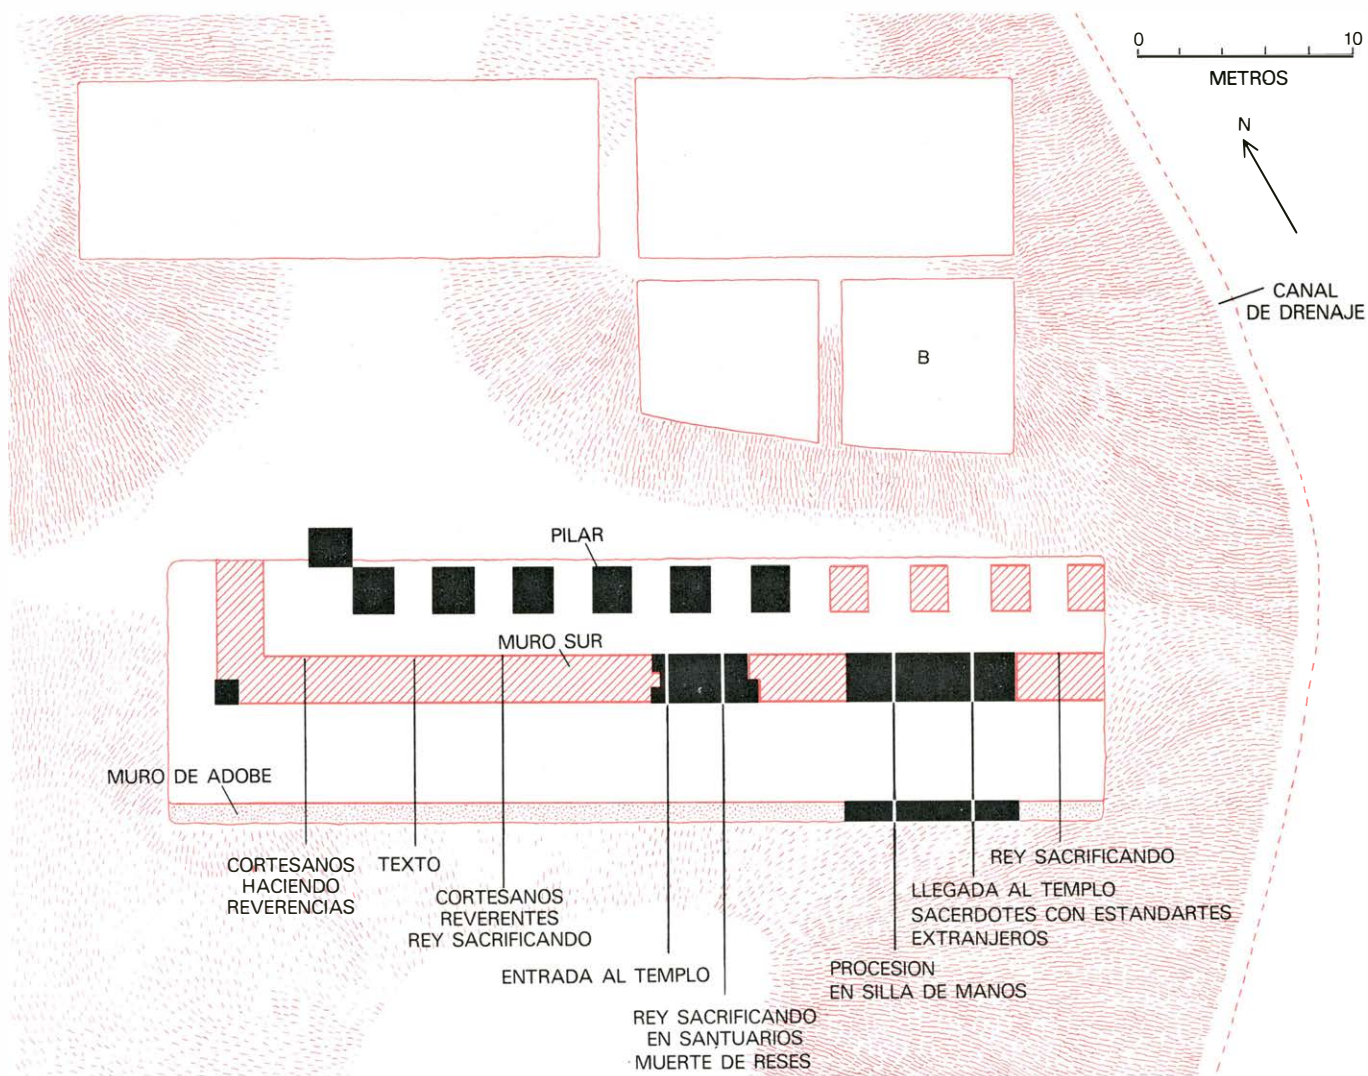 0 10
METROS
N
CANAL
DE DRENAJE
B
PILAR
MURO SUR
MURO DE ADOBE
CORTESANOS
HACIENDO
REVERENCIAS
TEXTO
CORTESANOS
REVERENTES
REY SACRIFICANDO
ENTRADA AL TEMPLO
REY SACRIFICANDO
EN SANTUARIOS
MUERTE DE RESES
PROCESION
EN SILLA DE MANOS
LLEGADA AL TEMPLO
SACERDOTES CON ESTANDARTES
EXTRANJEROS
REY SACRIFICANDO